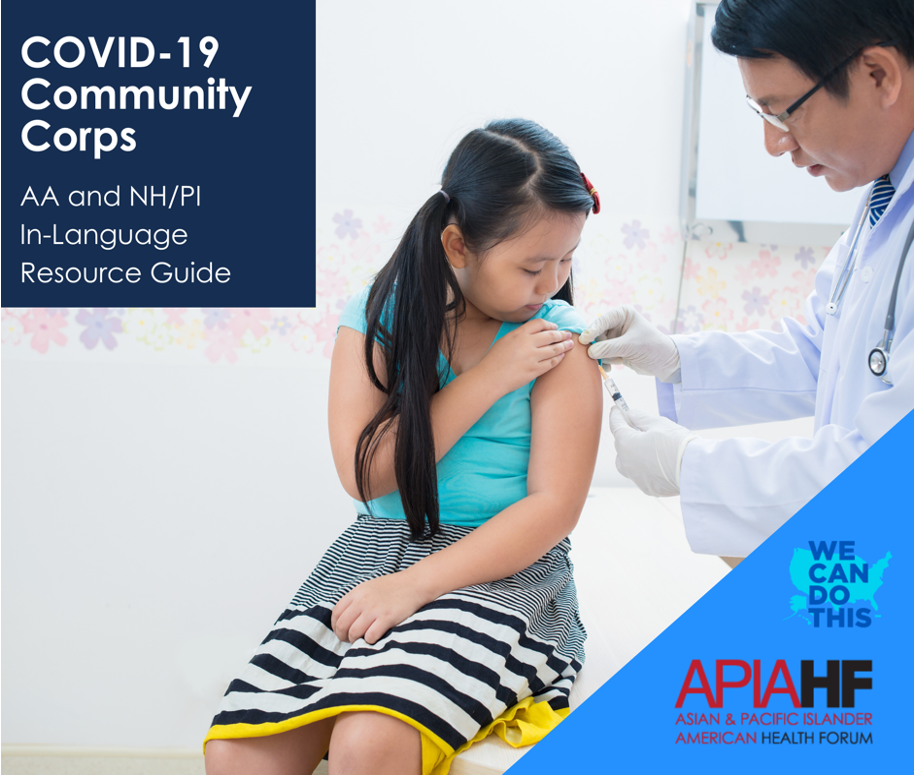 COVID-19
Community
Corps
AA and NH/PI
In-Language
Resource Guide
WE
CAN
DO
THIS
APIAHF
ASIAN & PACIFIC ISLANDER
AMERICAN HEALTH FORUM